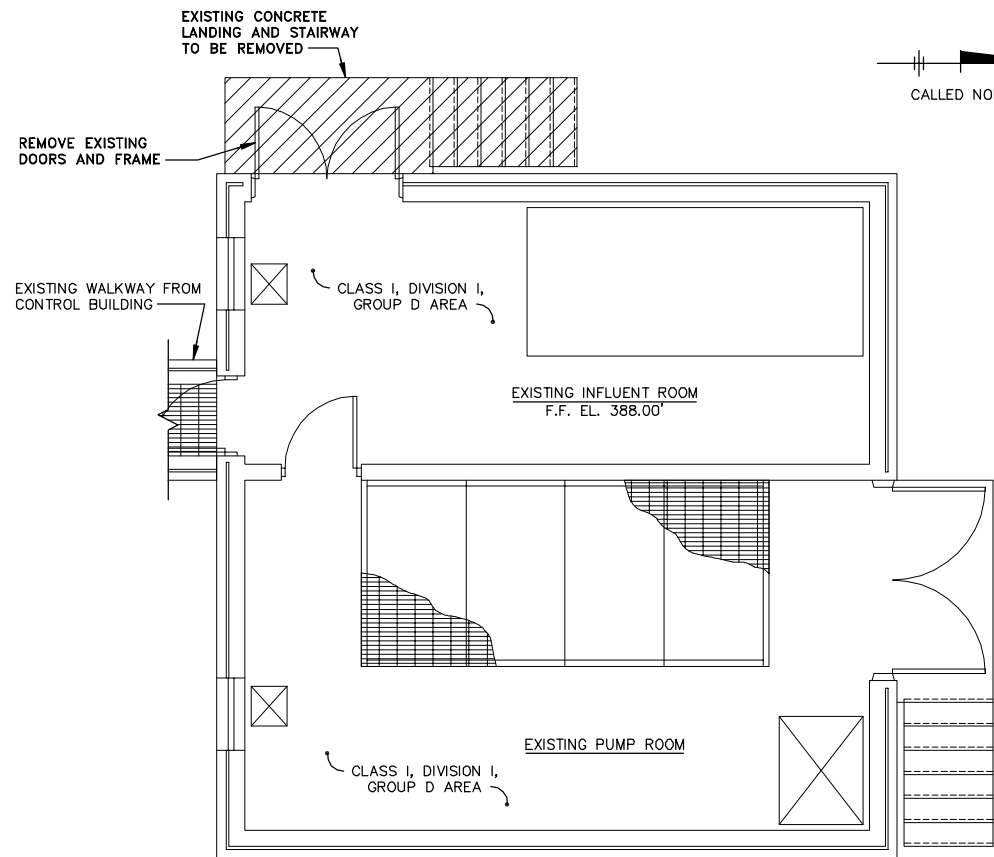 EXISTING CONCRETE
LANDING AND STAIRWAY
TO BE REMOVED
CALLED NO
REMOVE EXISTING
DOORS AND FRAME
EXISTING WALKWAY FROM
CONTROL BUILDING
CLASS I, DIVISION I,
GROUP D AREA
EXISTING INFLUENT ROOM
F.F. EL. 388.00'
EXISTING PUMP ROOM
CLASS I, DIVISION I,
GROUP D AREA